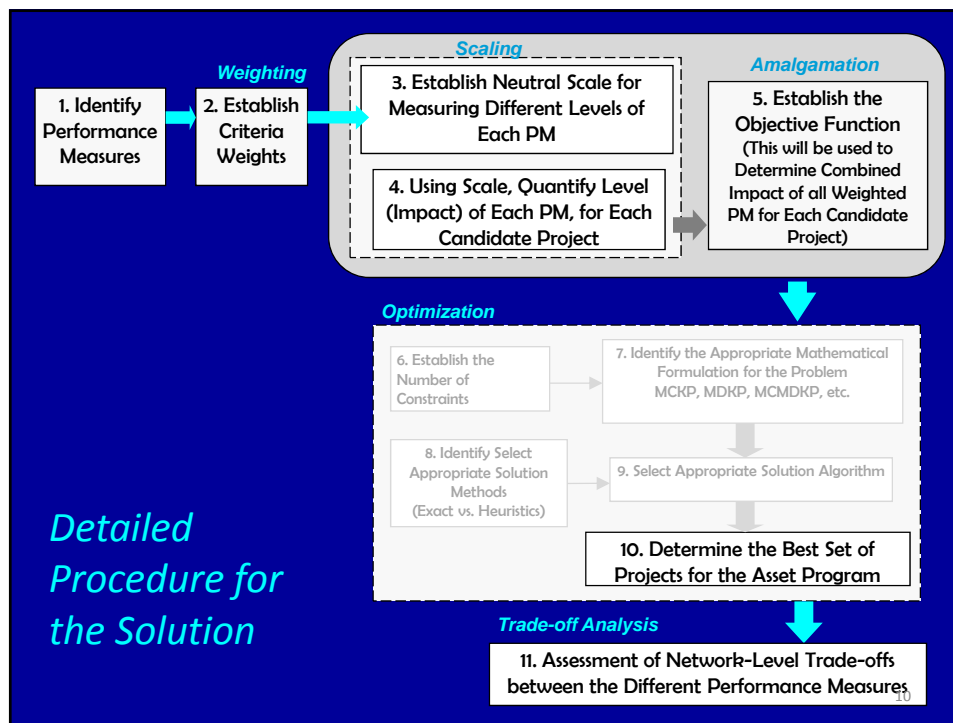 Scaling
Weighting
Amalgamation
1. Identify
Performance
Measures
2. Establish
Criteria
Weights
3. Establish Neutral Scale for
Measuring Different Levels of
Each PM
4. Using Scale, Quantify Level
(Impact) of Each PM, for Each
Candidate Project
5. Establish the
Objective Function
(This will be used to
Determine Combined
Impact of all Weighted
PM for Each Candidate
Project)
Optimization
6. Establish the
Number of
Constraints
7. Identify the Appropriate Mathematical
Formulation for the Problem
MCKP, MDKP, MCMDKP, etc.
8. Identify Select
Appropriate Solution
Methods
(Exact vs. Heuristics)
9. Select Appropriate Solution Algorithm
10. Determine the Best Set of
Projects for the Asset Program
Detailed
Procedure for
the Solution
Trade-off Analysis
11. Assessment of Network-Level Trade-offs
between the Different Performance Measures
10